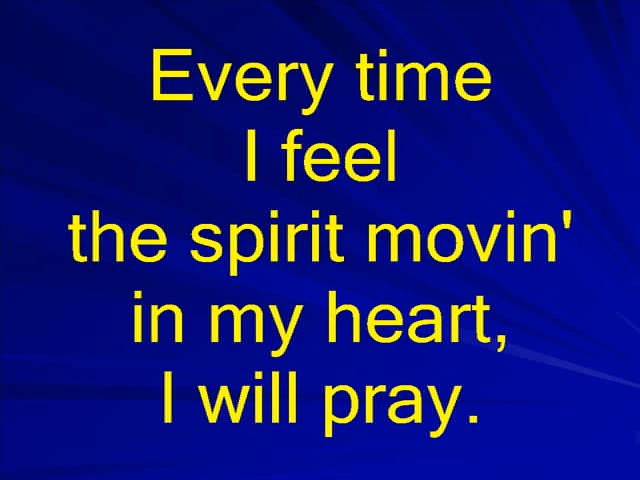 Every time
I feel
the spirit movin'
in my heart,
I will pray.